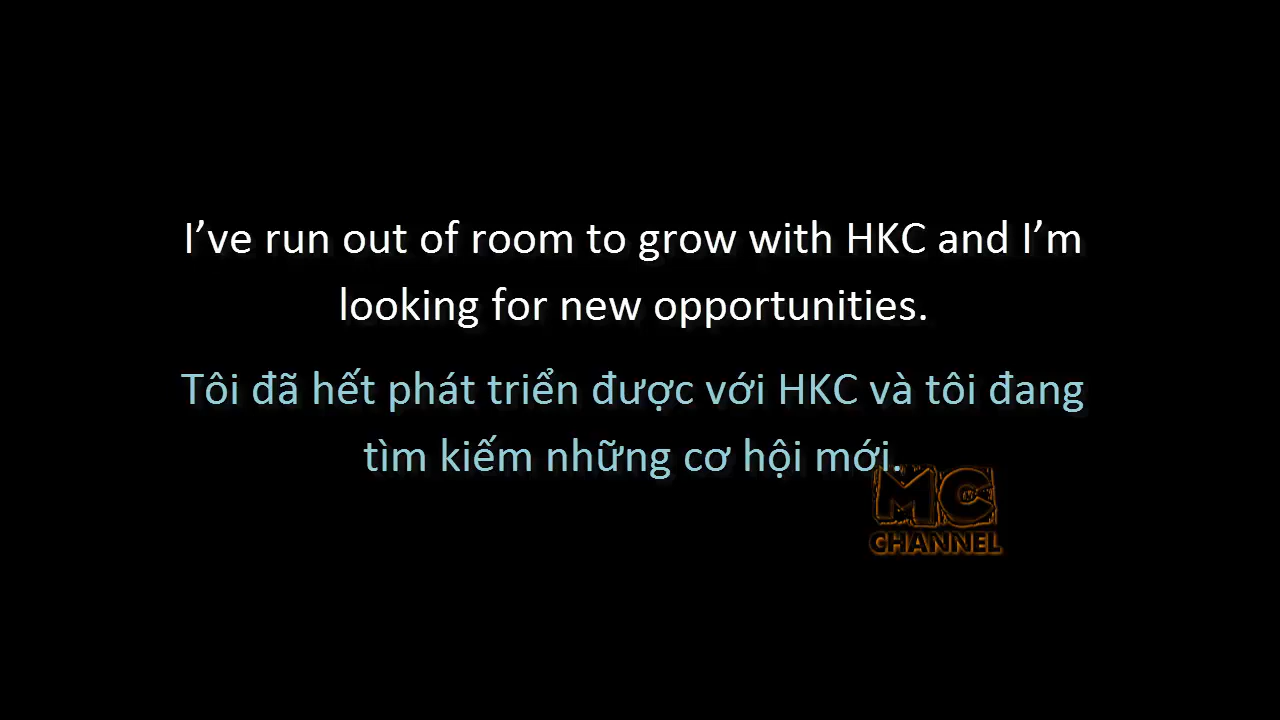 I’ve run out of room to grow with HKC and I’m
looking for new opportunities.
Tôi đã hết phát triển được với HKC và tôi đang
tìm kiếm những cơ hội mới.
MC
CHANNEL